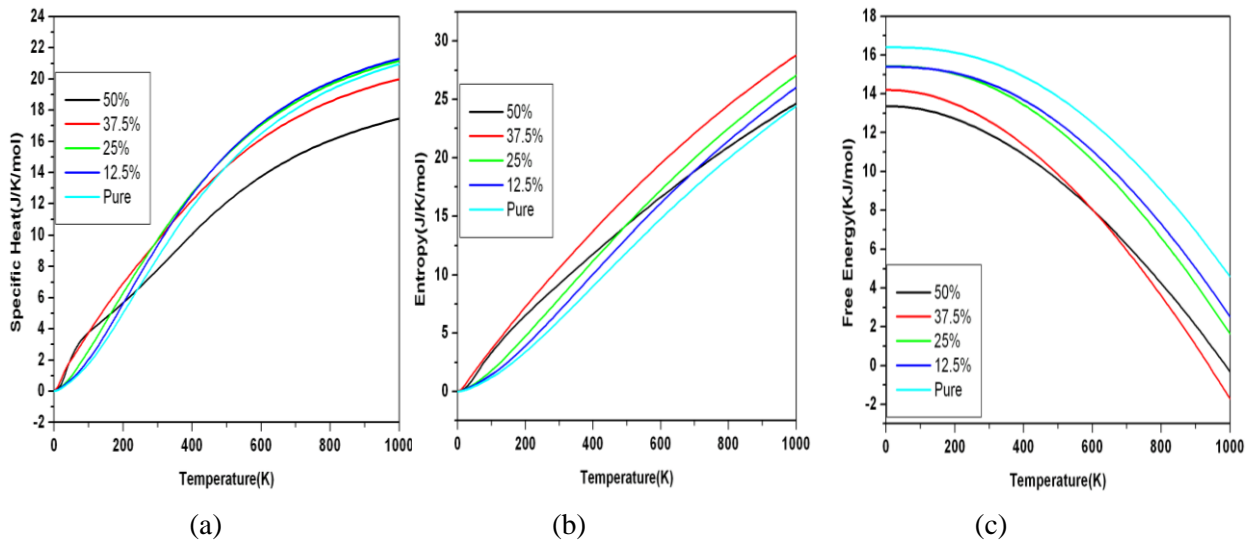 24
22
20
18
16
14
12
10
8
6
4
2
0
-2
Specific Heat(J/K/mol)
50%
37.5%
25%
12.5%
Pure
0 200 400 600 800 1000
Temperature(K)
(a)
30
25
20
15
10
5
0
Entropy(J/K/mol)
50%
37.5%
25%
12.5%
Pure
0 200 400 600 800 1000
Temperature(K)
(b)
18
16
14
12
10
8
6
4
2
0
-2
Free Energy(KJ/mol)
50%
37.5%
25%
12.5%
Pure
0 200 400 600 800 1000
Temperature(K)
(c)